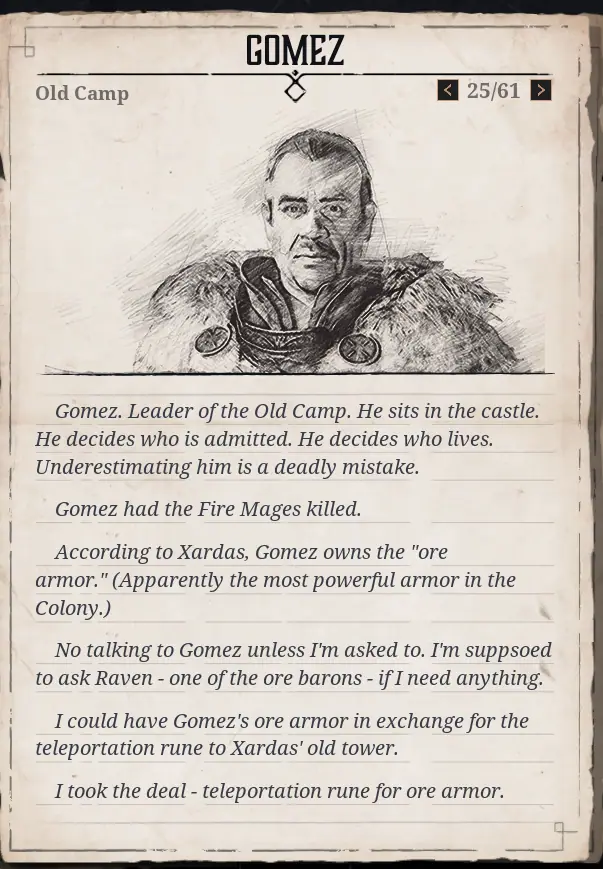 GOMEZ
Old Camp
25/61
Gomez. Leader of the Old Camp. He sits in the castle.
He decides who is admitted. He decides who lives.
Underestimating him is a deadly mistake.
Gomez had the Fire Mages killed.
According to Xardas, Gomez owns the "ore
armor." (Apparently the most powerful armor in the
Colony.)
No talking to Gomez unless I'm asked to. I'm suppsoed
to ask Raven - one of the ore barons - if I need anything.
I could have Gomez's ore armor in exchange for the
teleportation rune to Xardas' old tower.
I took the deal - teleportation rune for ore armor.